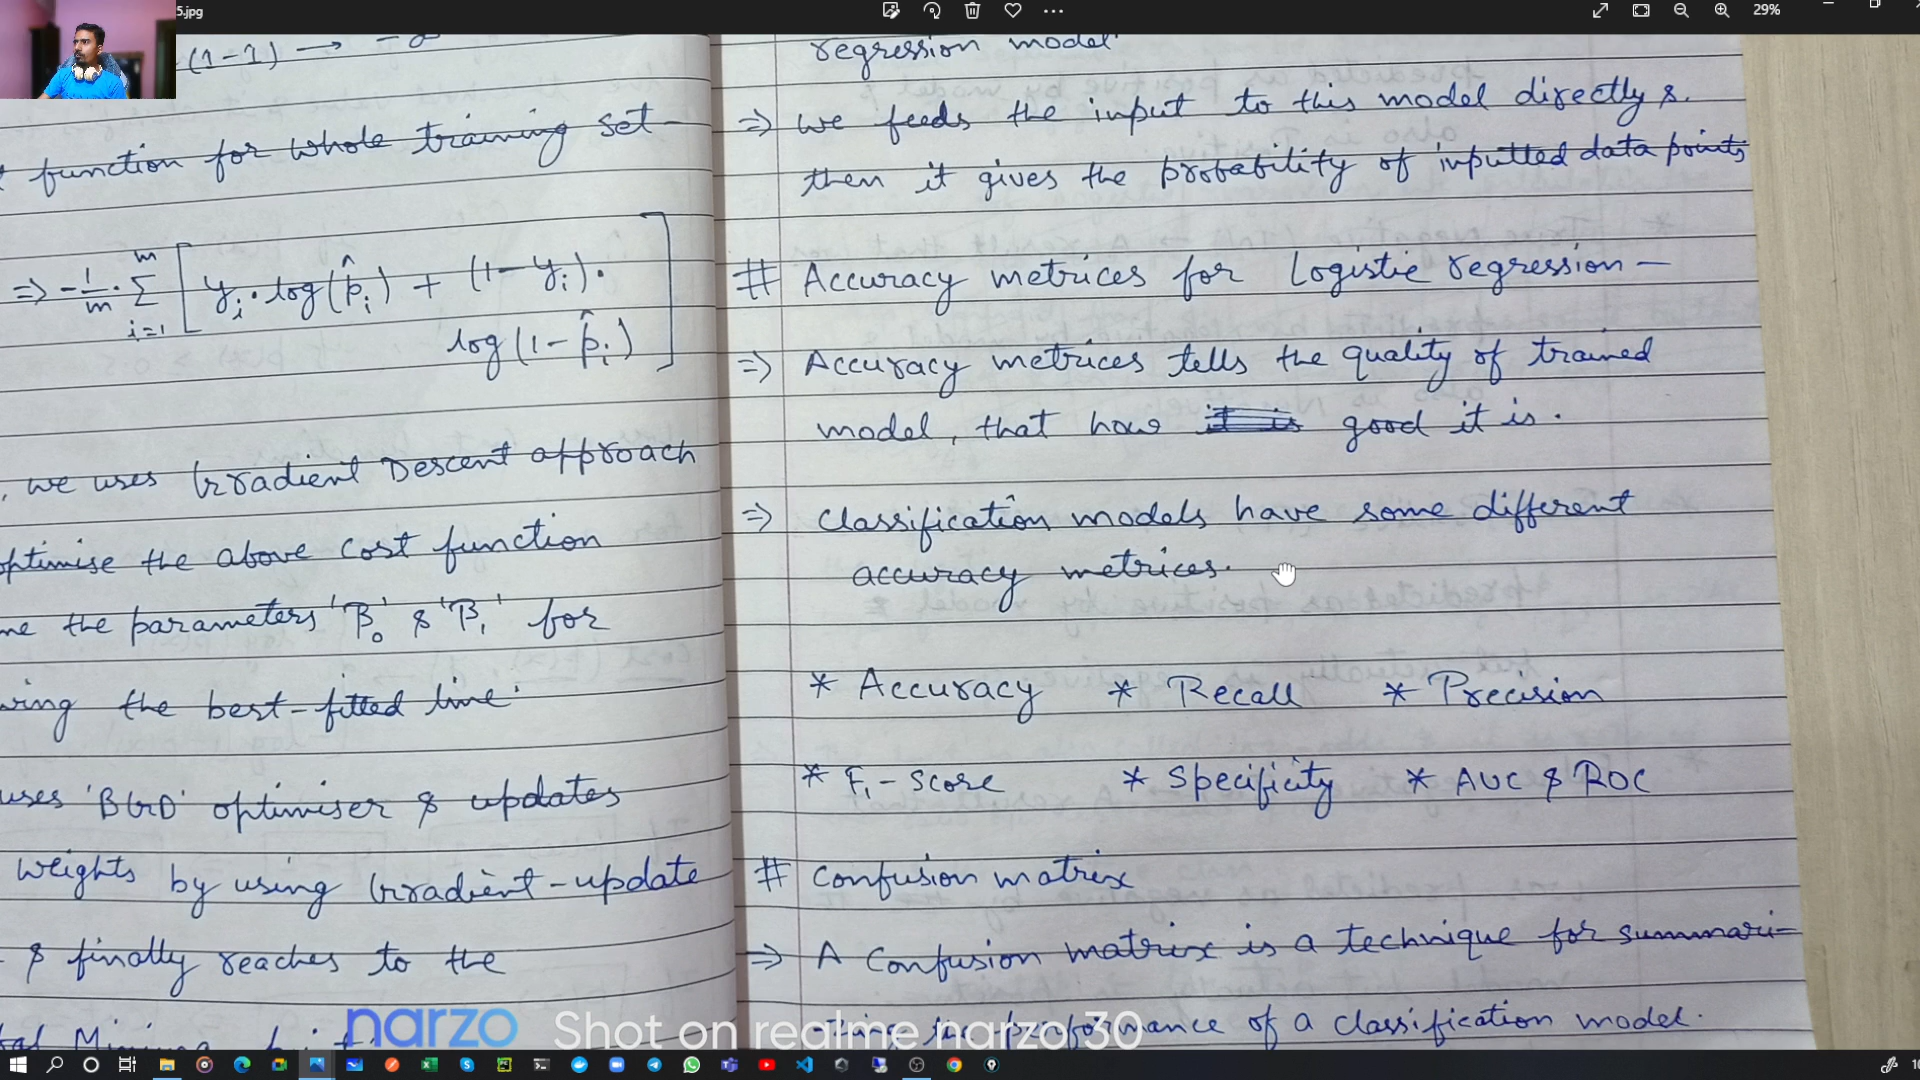 5.jpg
29%
(1-1) →
function for whole training set -
=> -1/m · Σ i=1 m [ yi · log(p̂i) + (1 - yi) ·
log(1 - p̂i) ]
, we uses Gradient Descent approach
optimise the above cost function
the parameters 'β0' & 'β1' for
the best-fitted line.
uses 'BGD' optimiser & updates
weights by using Gradient-update
& finally reaches to the
regression model
=> we feeds the input to this model directly &
then it gives the probability of inputted data points
# Accuracy metrices for Logistic regression -
=> Accuracy metrices tells the quality of trained
model, that how it is good it is.
=> Classification models have some different
accuracy metrices.
* Accuracy * Recall * Precision
* F1 - Score * Specificity * AUC & ROC
# Confusion matrix
=> A Confusion matrix is a technique for summari-
performance of a classification model.
narzo Shot on realme narzo 30